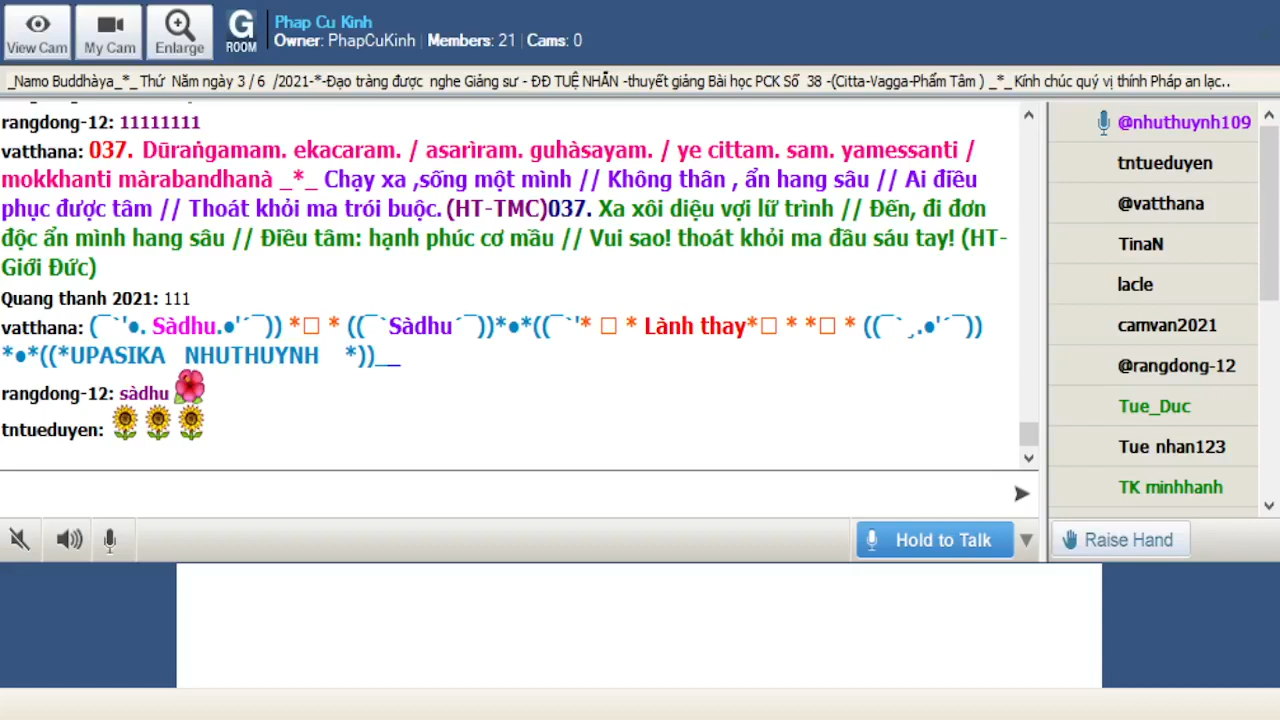 View Cam
My Cam
Enlarge
G
ROOM
Phap Cu Kinh
Owner: PhapCuKinh | Members: 21 | Cams: 0
_Namo Buddhàya_*_ Thứ Năm ngày 3 / 6 /2021-*-Đạo tràng được nghe Giảng sư - ĐĐ TUỆ NHẪN -thuyết giảng Bài học PCK Số 38 -(Citta-Vagga-Phẩm Tâm ) _*_ Kính chúc quý vị thính Pháp an lạc..
rangdong-12: 11111111
vatthana: 037. Dūraṅgamam. ekacaram. / asarìram. guhàsayam. / ye cittam. sam. yamessanti /
mokkhanti màrabandhanà _*_ Chạy xa ,sống một mình // Không thân , ẩn hang sâu // Ai điều
phục được tâm // Thoát khỏi ma trói buộc. (HT-TMC)037. Xa xôi diệu vợi lữ trình // Đến, đi đơn
độc ẩn mình hang sâu // Điều tâm: hạnh phúc cơ mầu // Vui sao! thoát khỏi ma đầu sáu tay! (HT-
Giới Đức)
Quang thanh 2021: 111
vatthana: (¯`'●. Sàdhu.●'´¯)) *□ * ((¯`Sàdhu´¯))*●*((¯`'* □ * Lành thay*□ * *□ * ((¯`¸.●'´¯))
*●*((*UPASIKA NHUTHUYNH *))__
rangdong-12: sàdhu
tntueduyen:
@nhuthuynh109
tntueduyen
@vatthana
TinaN
lacle
camvan2021
@rangdong-12
Tue_Duc
Tue nhan123
TK minhhanh
Hold to Talk
Raise Hand